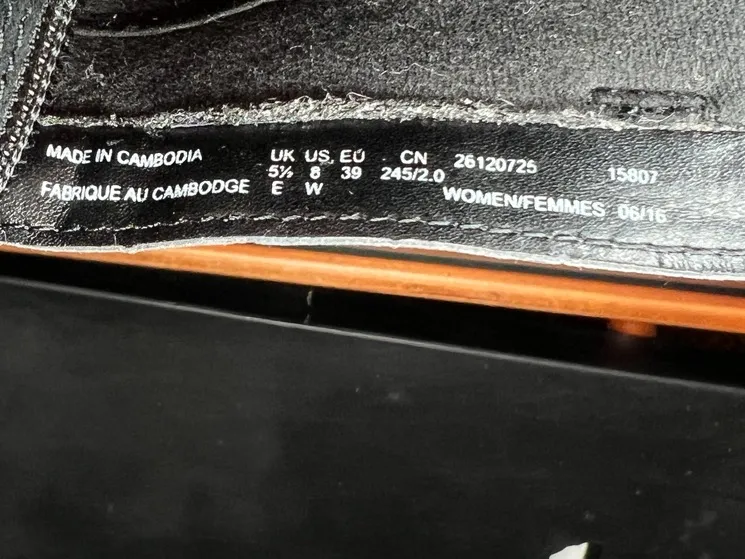 MADE IN CAMBODIA
FABRIQUE AU CAMBODGE
UK US EU CN
5½ 8 39 245/2.0
E W
26120725 15807
WOMEN/FEMMES 06/16